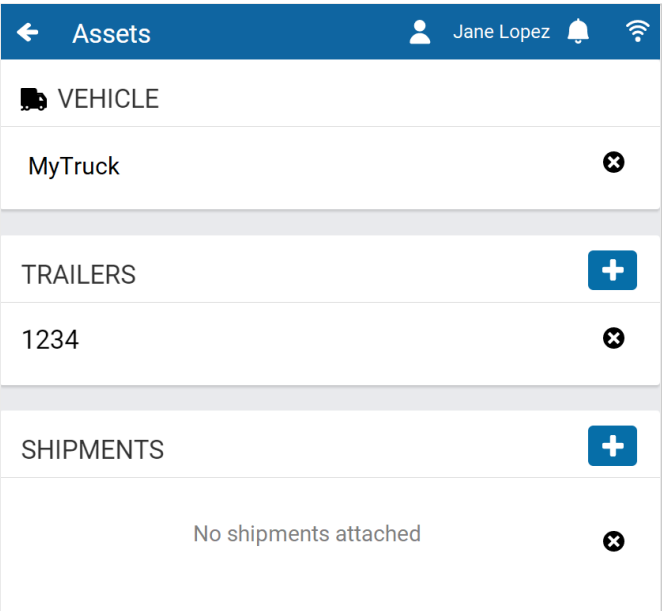 Assets
Jane Lopez
VEHICLE
MyTruck
TRAILERS
1234
SHIPMENTS
No shipments attached